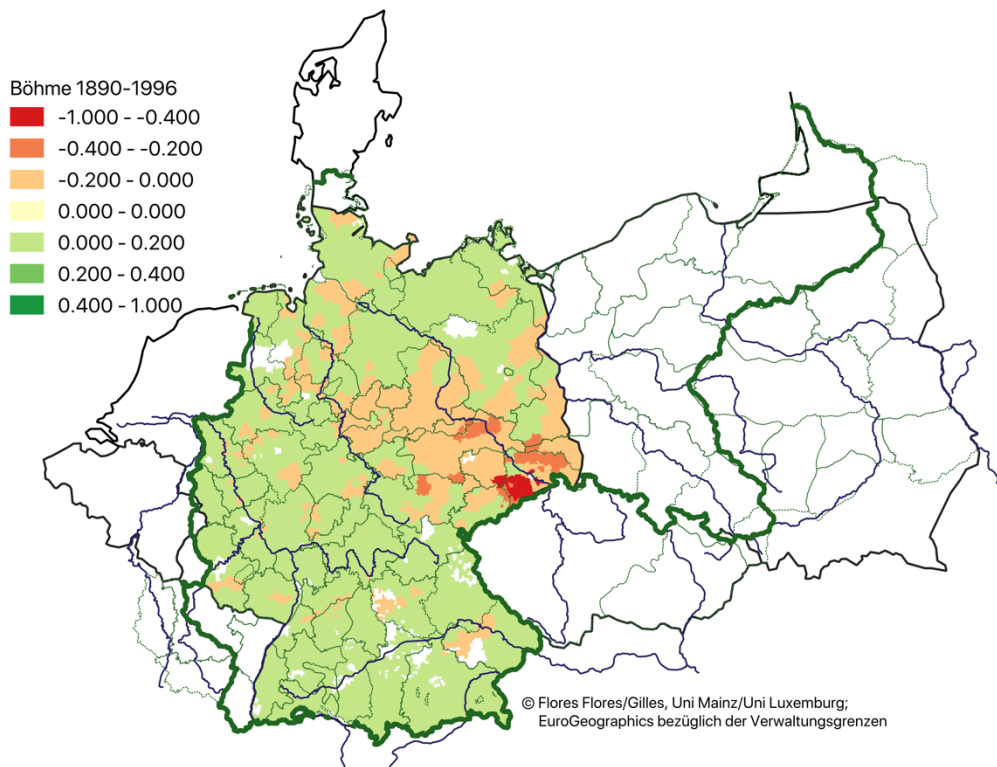 Böhme 1890-1996
-1.000 - -0.400
-0.400 - -0.200
-0.200 - 0.000
0.000 - 0.000
0.000 - 0.200
0.200 - 0.400
0.400 - 1.000
© Flores Flores/Gilles, Uni Mainz/Uni Luxemburg;
EuroGeographics bezüglich der Verwaltungsgrenzen